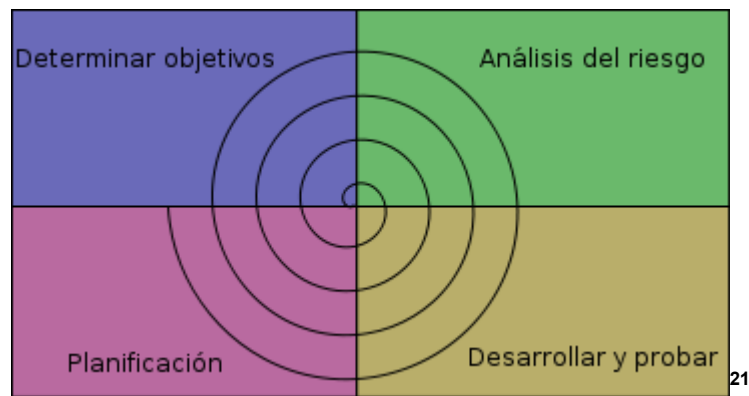 Determinar objetivos
Análisis del riesgo
Planificación
Desarrollar y probar
21